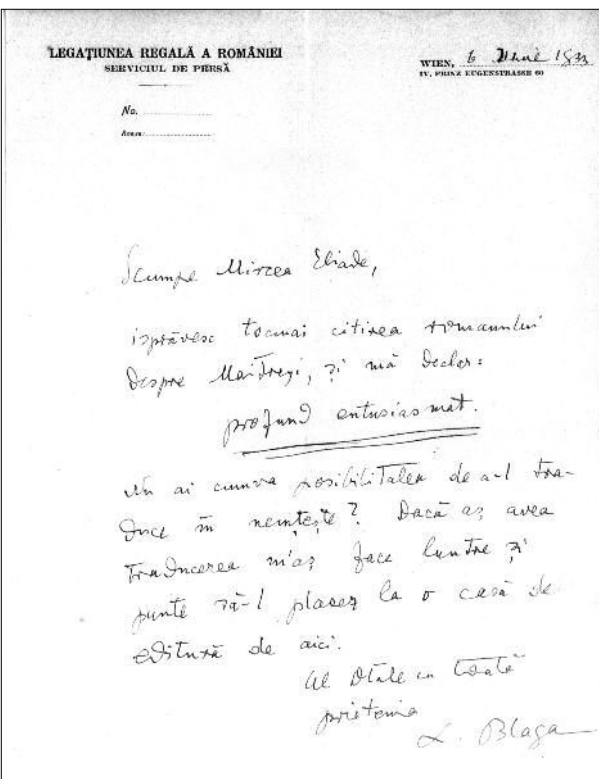 LEGAȚIUNEA REGALĂ A ROMÂNIEI
SERVICIUL DE PRESĂ
WIEN, 6 Iunie 1933
IV. PRINZ EUGENSTRASSE 60
No.
Scumpe Mircea Eliade,
isprăvesc tocmai citirea romanului
despre Maitreyi, și mă declar:
profund entusiasmat.
Nu ai cumva posibilitatea de a-l tra-
duce în nemțește? Dacă aș avea
traducerea m'aș face luntre și
punte să-l plasez la o casă de
editură de aici.
Al Dtale cu toată
prietenia
L. Blaga